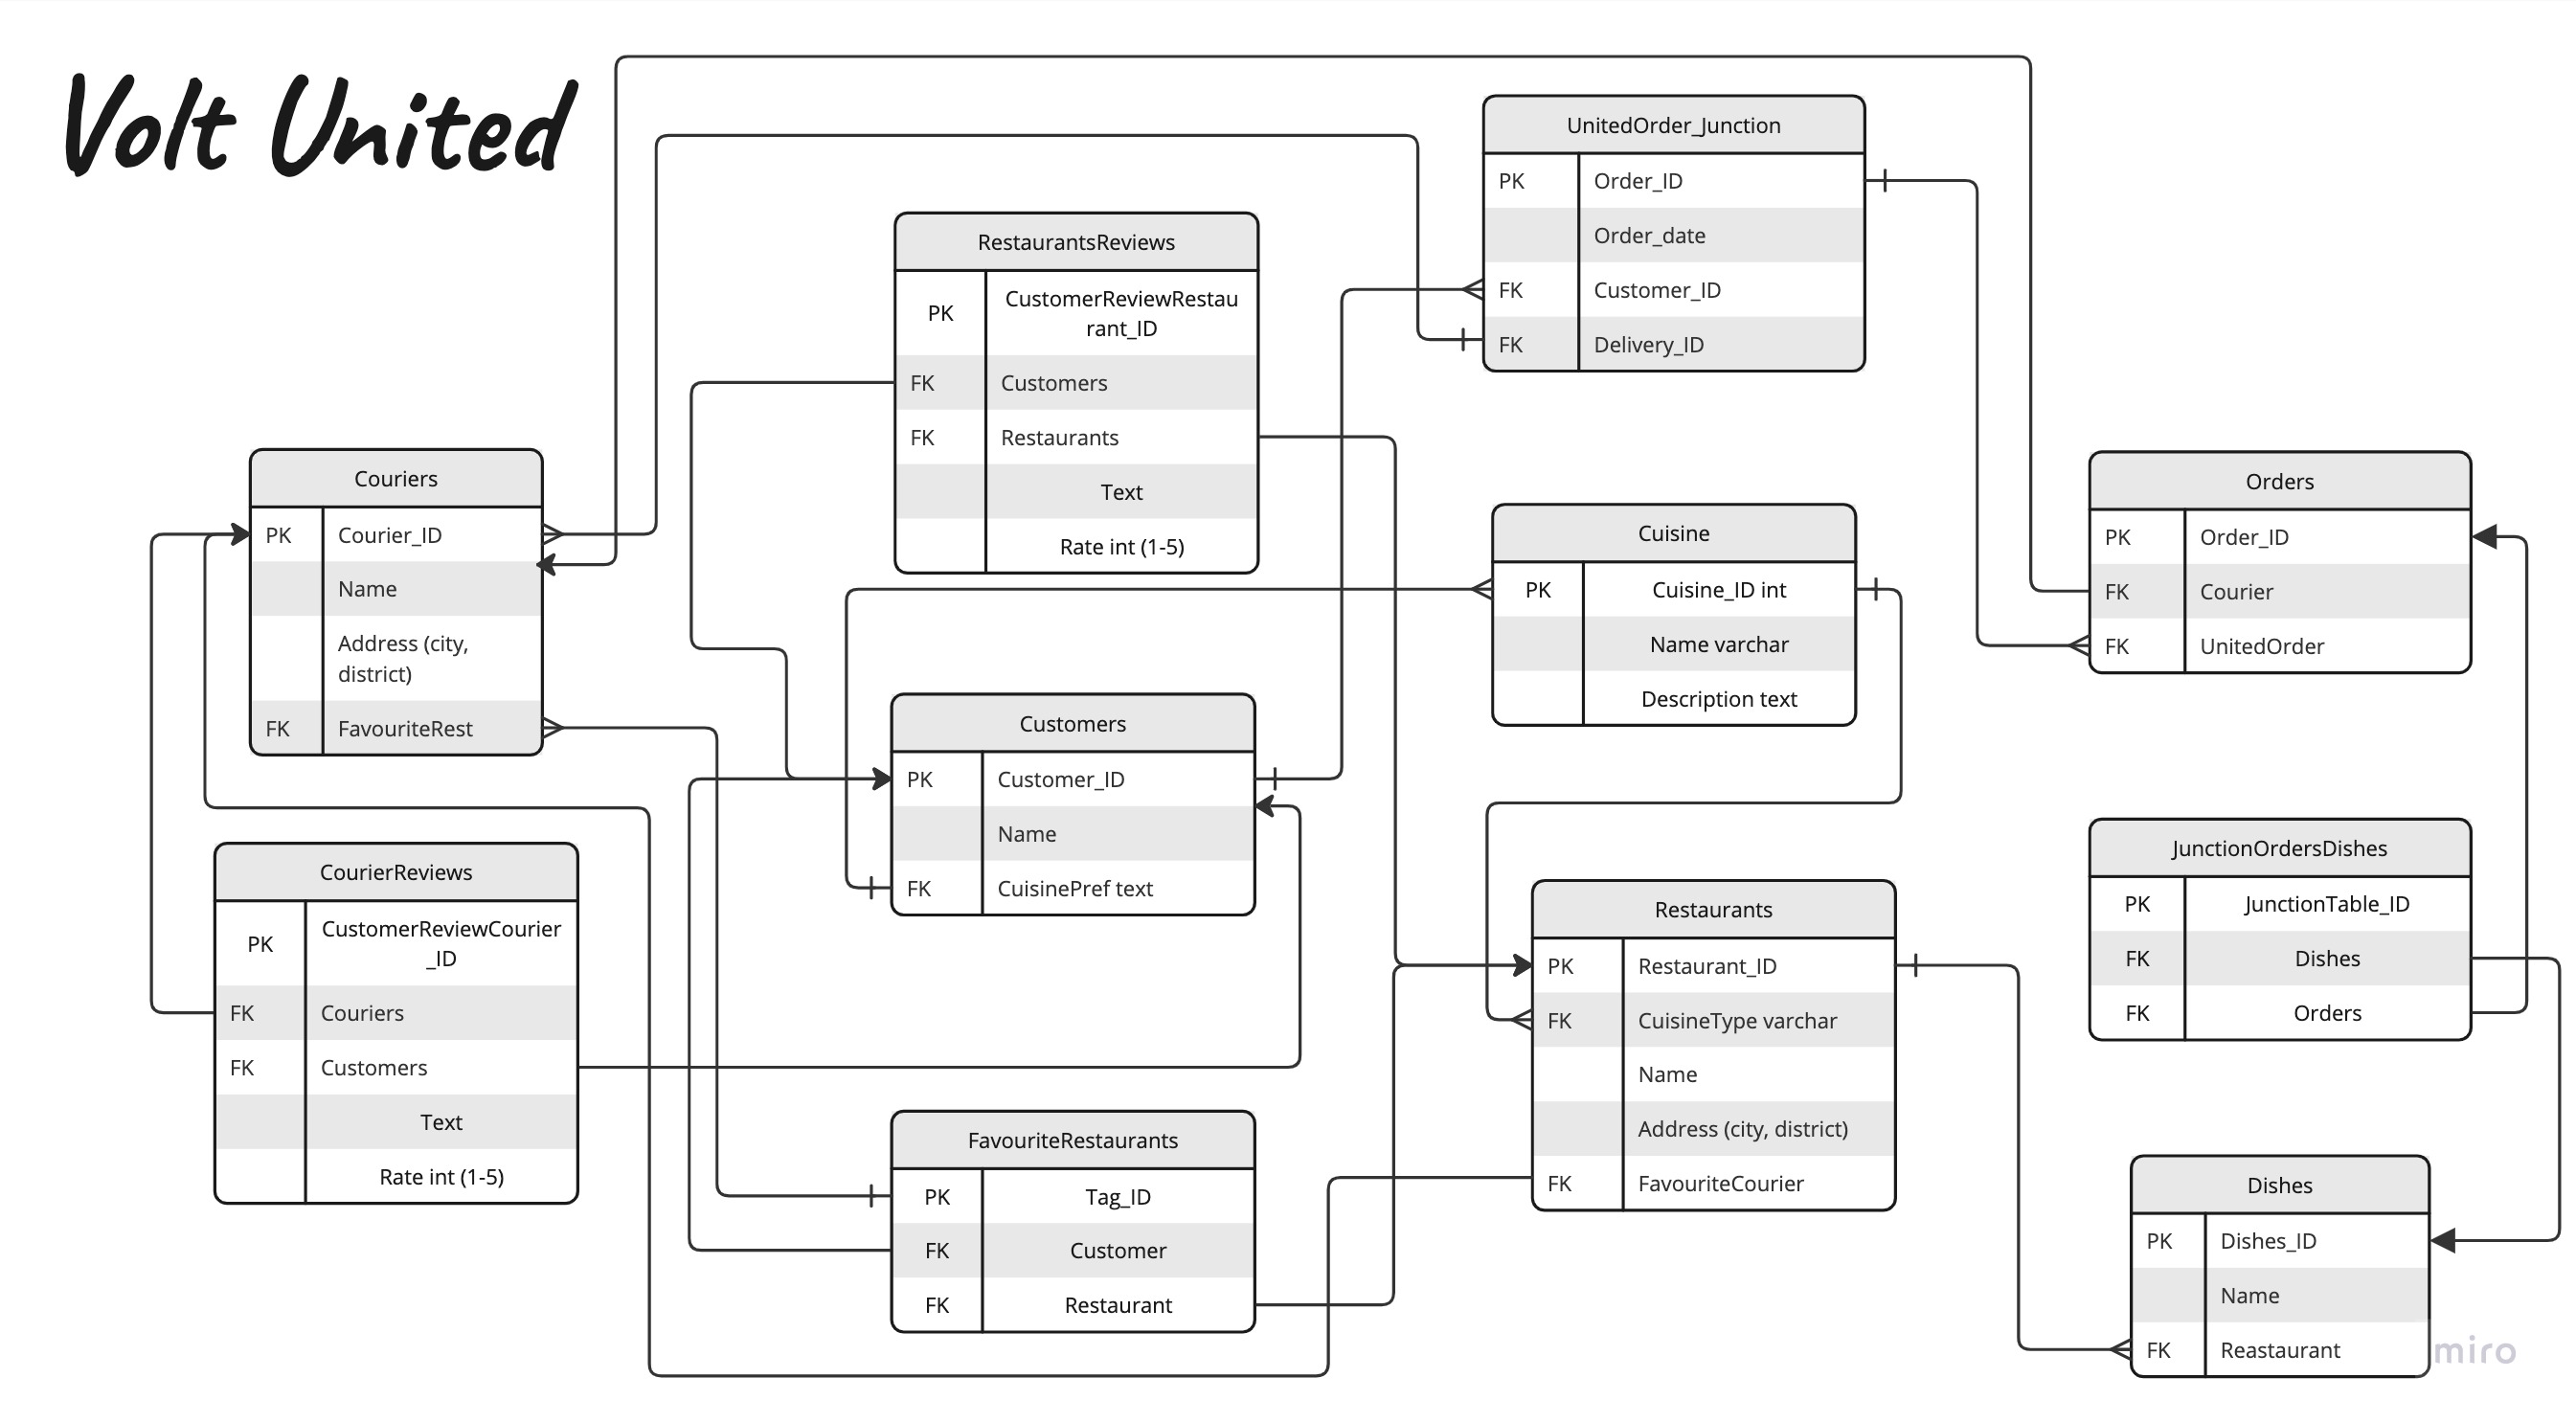 Volt United
UnitedOrder_Junction
PK Order_ID
Order_date
FK Customer_ID
FK Delivery_ID
RestaurantsReviews
PK CustomerReviewRestau
rant_ID
FK Customers
FK Restaurants
Text
Rate int (1-5)
Couriers
PK Courier_ID
Name
Address (city,
district)
FK FavouriteRest
Cuisine
PK Cuisine_ID int
Name varchar
Description text
Orders
PK Order_ID
FK Courier
FK UnitedOrder
Customers
PK Customer_ID
Name
FK CuisinePref text
CourierReviews
PK CustomerReviewCourier
_ID
FK Couriers
FK Customers
Text
Rate int (1-5)
Restaurants
PK Restaurant_ID
FK CuisineType varchar
Name
Address (city, district)
FK FavouriteCourier
JunctionOrdersDishes
PK JunctionTable_ID
FK Dishes
FK Orders
FavouriteRestaurants
PK Tag_ID
FK Customer
FK Restaurant
Dishes
PK Dishes_ID
Name
FK Reastaurant
miro